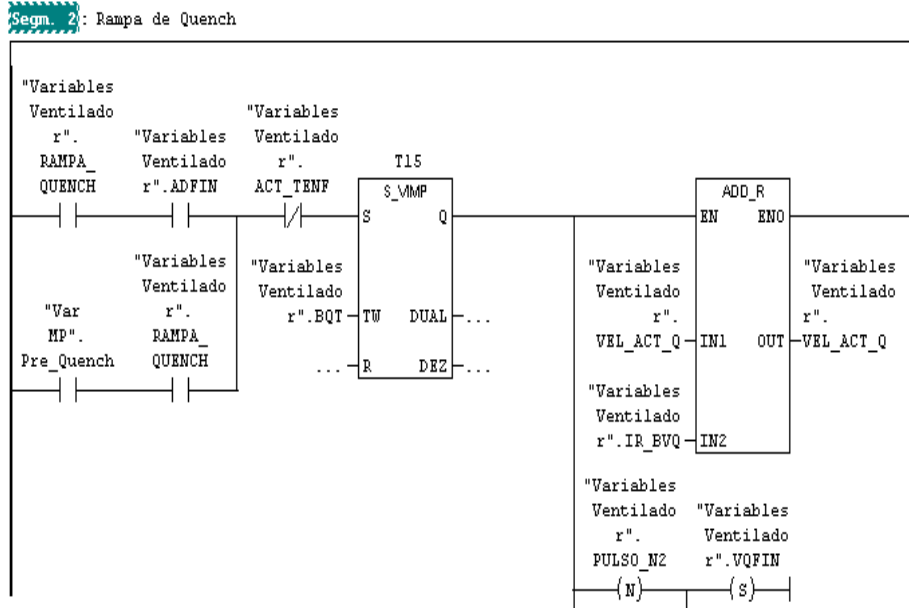 Segm. 2: Rampa de Quench
"Variables
Ventilado
r".
RAMPA_
QUENCH
"Variables
Ventilado
r".ADFIN
"Variables
Ventilado
r".
ACT_TENF
T15
S_VIMP
S
Q
"Variables
Ventilado
r".BQT
TW
DUAL
...
...
R
DEZ
...
"Var
MP".
Pre_Quench
"Variables
Ventilado
r".
RAMPA_
QUENCH
ADD_R
EN
ENO
"Variables
Ventilado
r".
VEL_ACT_Q
IN1
OUT
"Variables
Ventilado
r".
VEL_ACT_Q
"Variables
Ventilado
r".IR_BVQ
IN2
"Variables
Ventilado
r".
PULSO_N2
(N)
"Variables
Ventilado
r".VQFIN
(S)